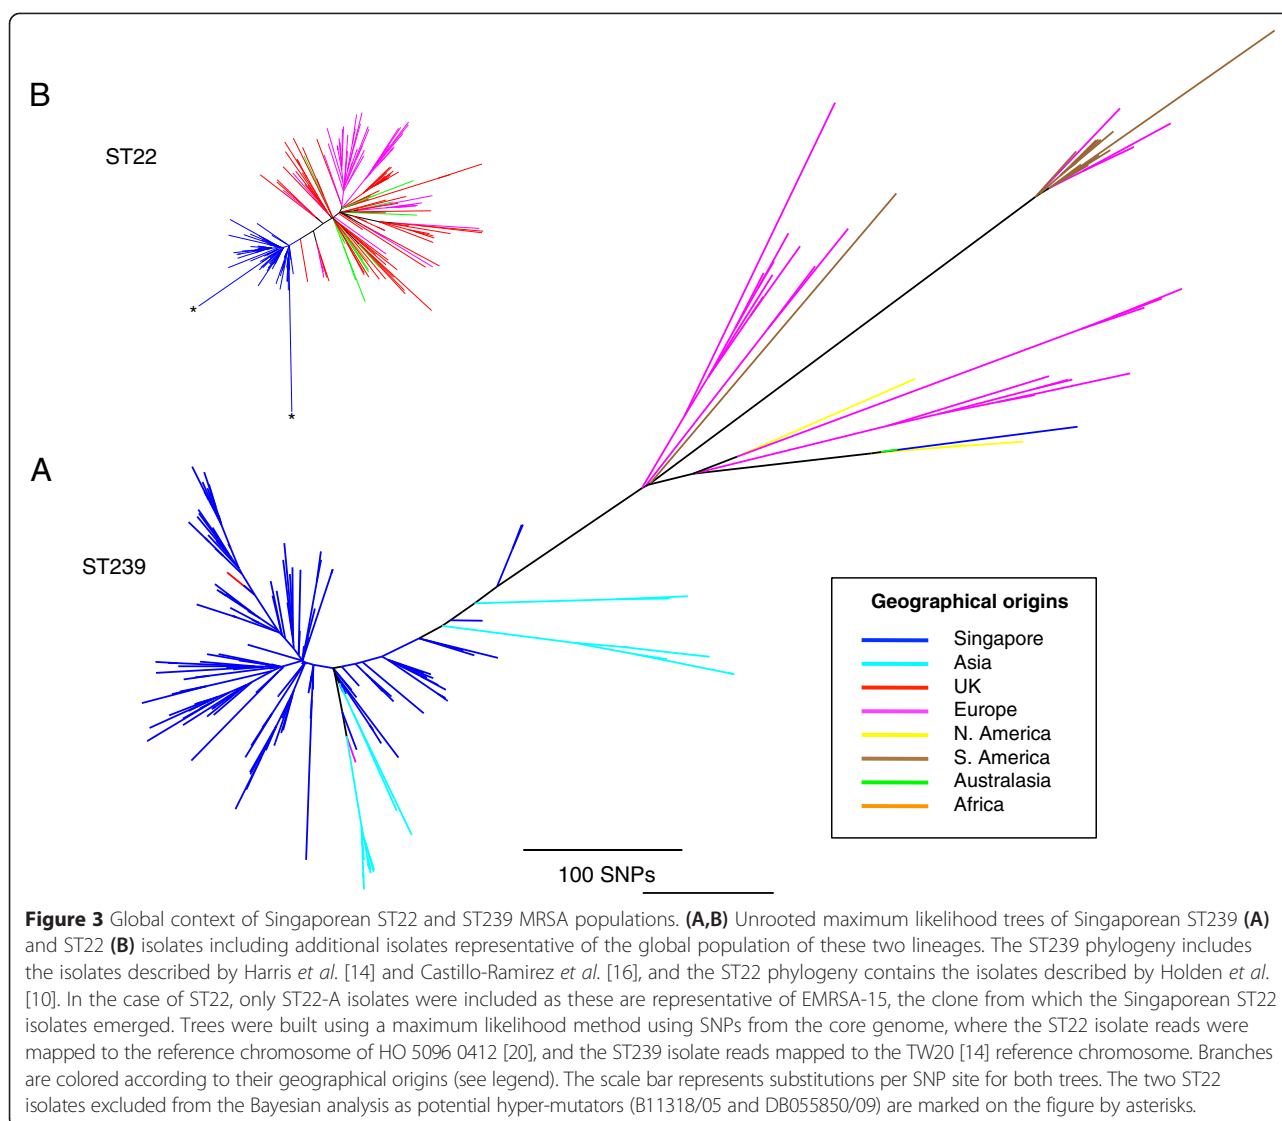 B
ST22
*
*
A
ST239
Geographical origins
Singapore
Asia
UK
Europe
N. America
S. America
Australasia
Africa
100 SNPs
Figure 3 Global context of Singaporean ST22 and ST239 MRSA populations. (A,B) Unrooted maximum likelihood trees of Singaporean ST239 (A)
and ST22 (B) isolates including additional isolates representative of the global population of these two lineages. The ST239 phylogeny includes
the isolates described by Harris et al. [14] and Castillo-Ramirez et al. [16], and the ST22 phylogeny contains the isolates described by Holden et al.
[10]. In the case of ST22, only ST22-A isolates were included as these are representative of EMRSA-15, the clone from which the Singaporean ST22
isolates emerged. Trees were built using a maximum likelihood method using SNPs from the core genome, where the ST22 isolate reads were
mapped to the reference chromosome of HO 5096 0412 [20], and the ST239 isolate reads mapped to the TW20 [14] reference chromosome. Branches
are colored according to their geographical origins (see legend). The scale bar represents substitutions per SNP site for both trees. The two ST22
isolates excluded from the Bayesian analysis as potential hyper-mutators (B11318/05 and DB055850/09) are marked on the figure by asterisks.